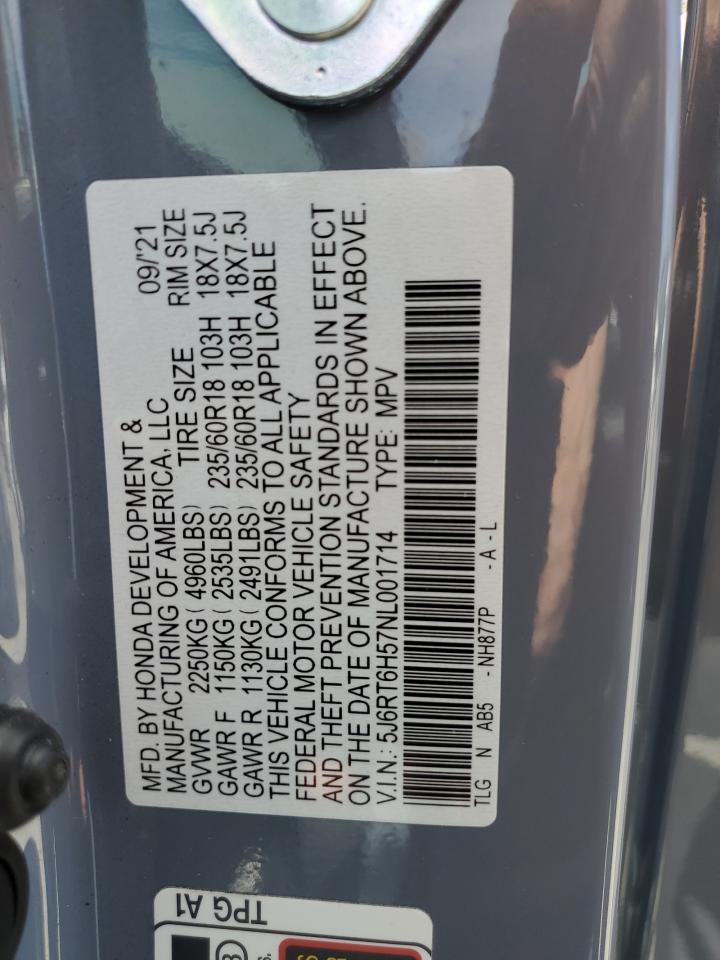 MFD. BY HONDA DEVELOPMENT & 09/'21
MANUFACTURING OF AMERICA, LLC
TIRE SIZE RIM SIZE
GVWR 2250KG ( 4960LBS)
GAWR F 1150KG ( 2535LBS) 235/60R18 103H 18X7.5J
GAWR R 1130KG ( 2491LBS) 235/60R18 103H 18X7.5J
THIS VEHICLE CONFORMS TO ALL APPLICABLE
FEDERAL MOTOR VEHICLE SAFETY
AND THEFT PREVENTION STANDARDS IN EFFECT
ON THE DATE OF MANUFACTURE SHOWN ABOVE.
V.I.N.: 5J6RT6H57NL001714 TYPE: MPV
TLG N AB5 - NH877P - A - L
TPG A1